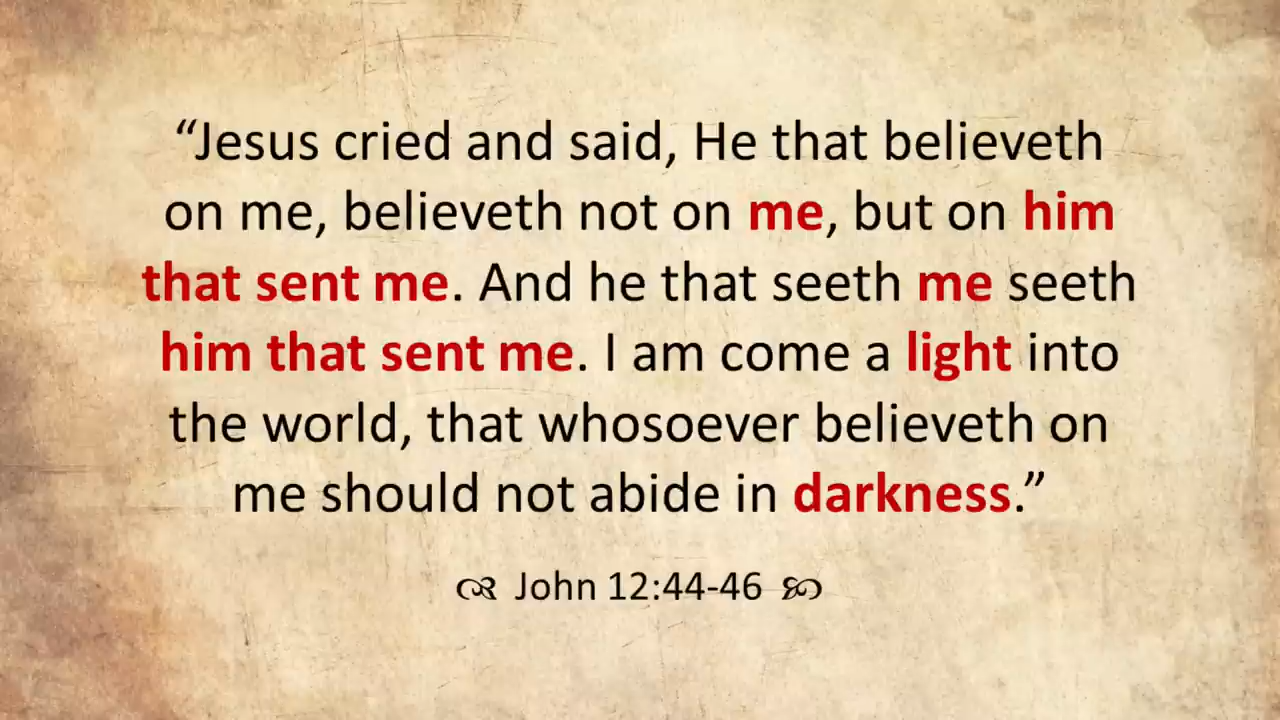 “Jesus cried and said, He that believeth
on me, believeth not on me, but on him
that sent me. And he that seeth me seeth
him that sent me. I am come a light into
the world, that whosoever believeth on
me should not abide in darkness.”
John 12:44-46